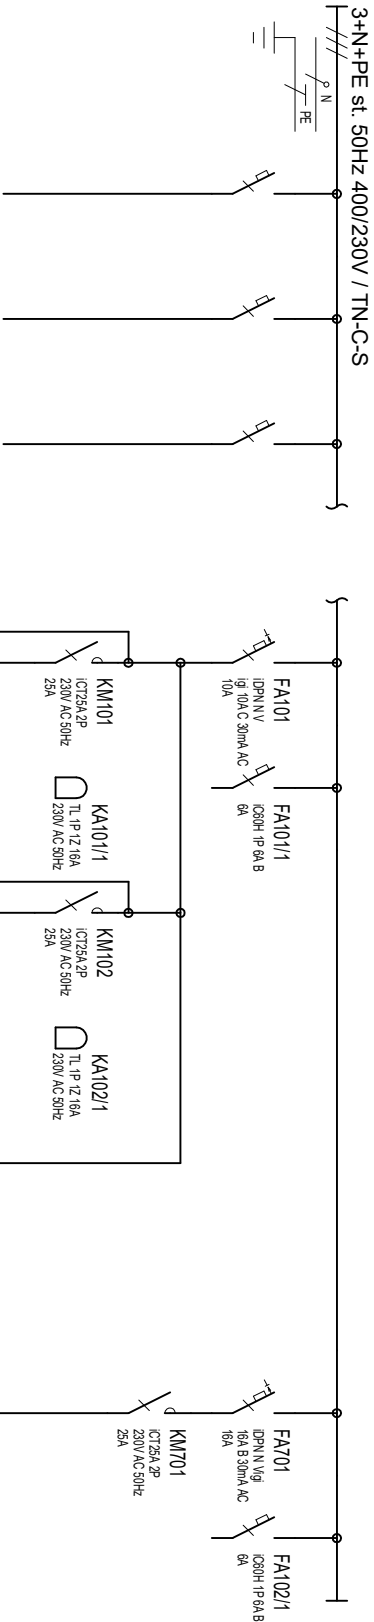 3+N+PE st. 50Hz 400/230V / TN-C-S
N
PE
FA101
iDPN N V
igi 10A C 30mA AC
10A
FA101/1
iC60H 1P 6A B
6A
KM101
iCT25A 2P
230V AC 50Hz
25A
KA101/1
TL 1P 1Z 16A
230V AC 50Hz
KM102
iCT25A 2P
230V AC 50Hz
25A
KA102/1
TL 1P 1Z 16A
230V AC 50Hz
FA701
iDPN N Vigi
16A B 30mA AC
16A
FA102/1
iC60H 1P 6A B
6A
KM701
iCT25A 2P
230V AC 50Hz
25A